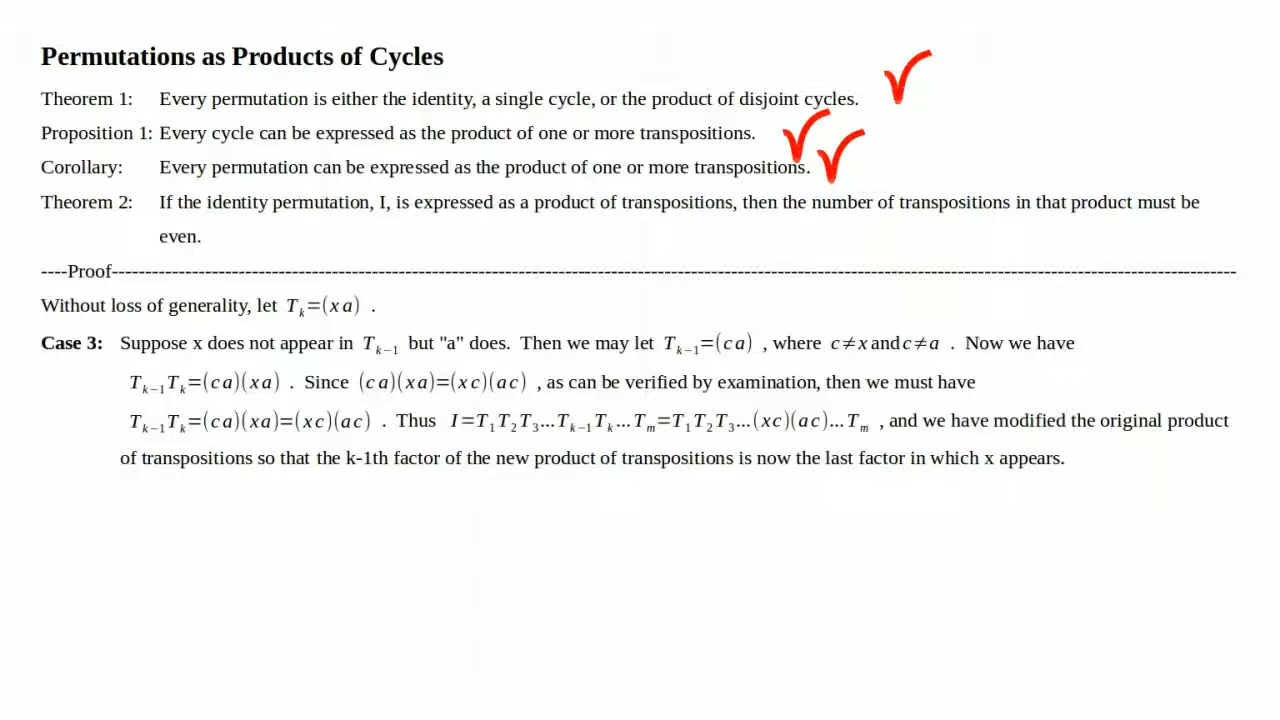 Permutations as Products of Cycles
Theorem 1: Every permutation is either the identity, a single cycle, or the product of disjoint cycles.
Proposition 1: Every cycle can be expressed as the product of one or more transpositions.
Corollary: Every permutation can be expressed as the product of one or more transpositions.
Theorem 2: If the identity permutation, I, is expressed as a product of transpositions, then the number of transpositions in that product must be
even.
----Proof----------------------------------------------------------------------------------------------------------------------------------------------------------------
Without loss of generality, let T_k=(x a) .
Case 3: Suppose x does not appear in T_{k−1} but "a" does. Then we may let T_{k−1}=(c a) , where c≠x and c≠a . Now we have
T_{k−1}T_k=(c a)(x a) . Since (c a)(x a)=(x c)(a c) , as can be verified by examination, then we must have
T_{k−1}T_k=(c a)(x a)=(x c)(a c) . Thus I=T_1T_2T_3...T_{k−1}T_k...T_m=T_1T_2T_3...(x c)(a c)...T_m , and we have modified the original product
of transpositions so that the k-1th factor of the new product of transpositions is now the last factor in which x appears.